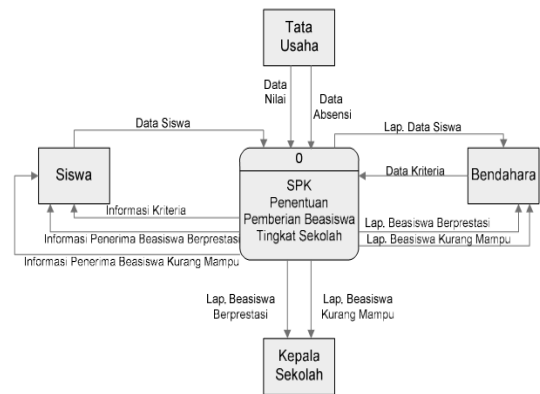 Tata
Usaha
Data
Nilai
Data
Absensi
Data Siswa
Lap. Data Siswa
Siswa
0
SPK
Penentuan
Pemberian Beasiswa
Tingkat Sekolah
Data Kriteria
Bendahara
Informasi Kriteria
Informasi Penerima Beasiswa Berprestasi
Informasi Penerima Beasiswa Kurang Mampu
Lap. Beasiswa Berprestasi
Lap. Beasiswa Kurang Mampu
Lap. Beasiswa
Berprestasi
Lap. Beasiswa
Kurang Mampu
Kepala
Sekolah